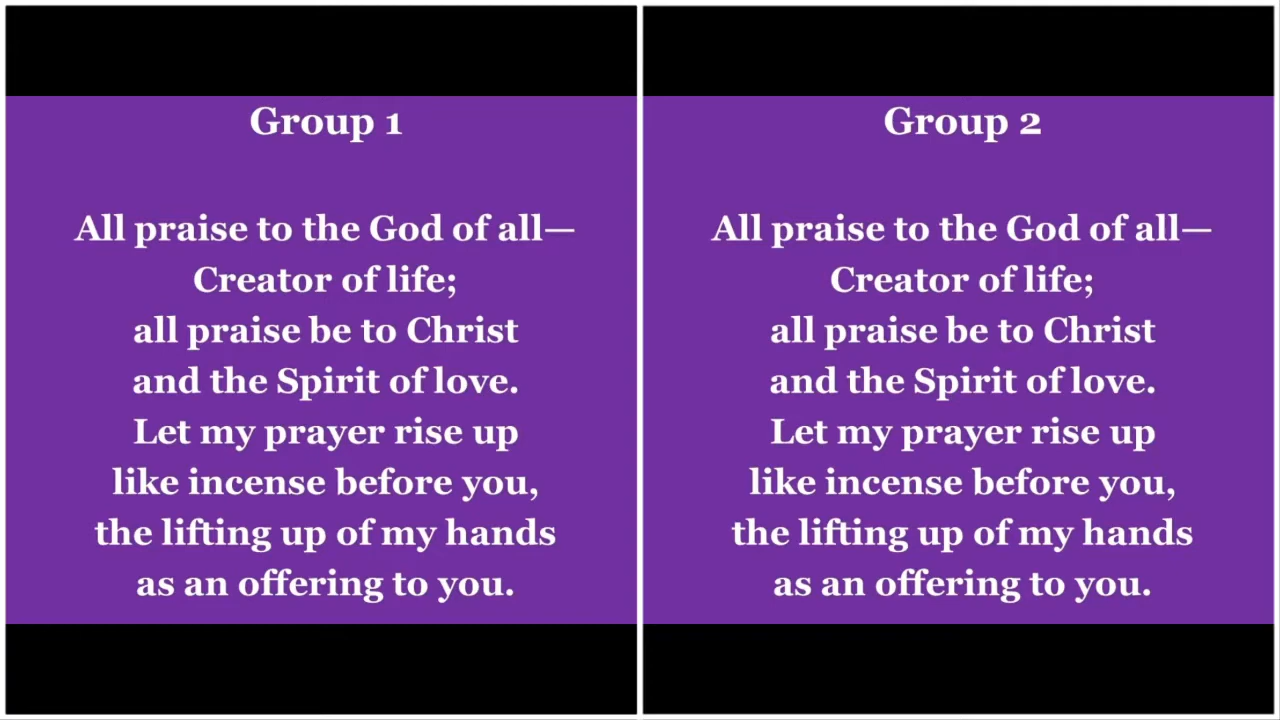 Group 1
All praise to the God of all—
Creator of life;
all praise be to Christ
and the Spirit of love.
Let my prayer rise up
like incense before you,
the lifting up of my hands
as an offering to you.
Group 2
All praise to the God of all—
Creator of life;
all praise be to Christ
and the Spirit of love.
Let my prayer rise up
like incense before you,
the lifting up of my hands
as an offering to you.